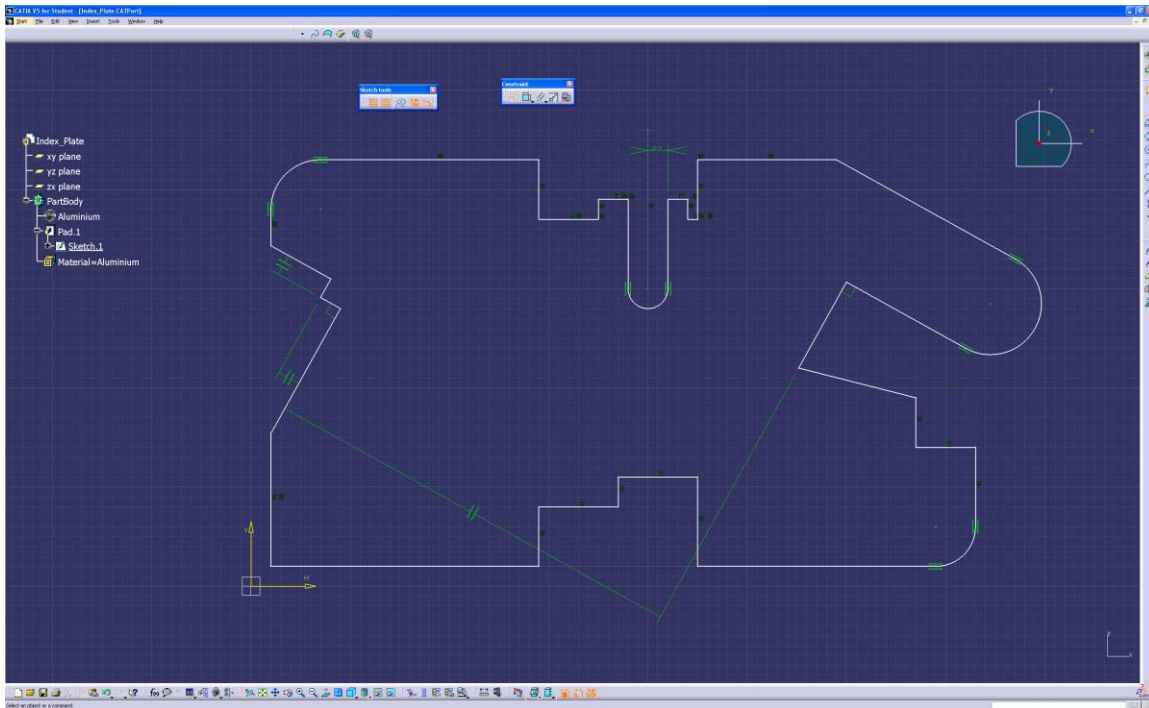 CATIA V5 for Student - [Index_Plate.CATPart]
Start File Edit View Insert Tools Window Help
Sketch tools
Constraint
y
x
z
Index_Plate
xy plane
yz plane
zx plane
PartBody
Aluminium
Pad.1
Sketch.1
Material=Aluminium
V
H
y
x
Select an object or a command